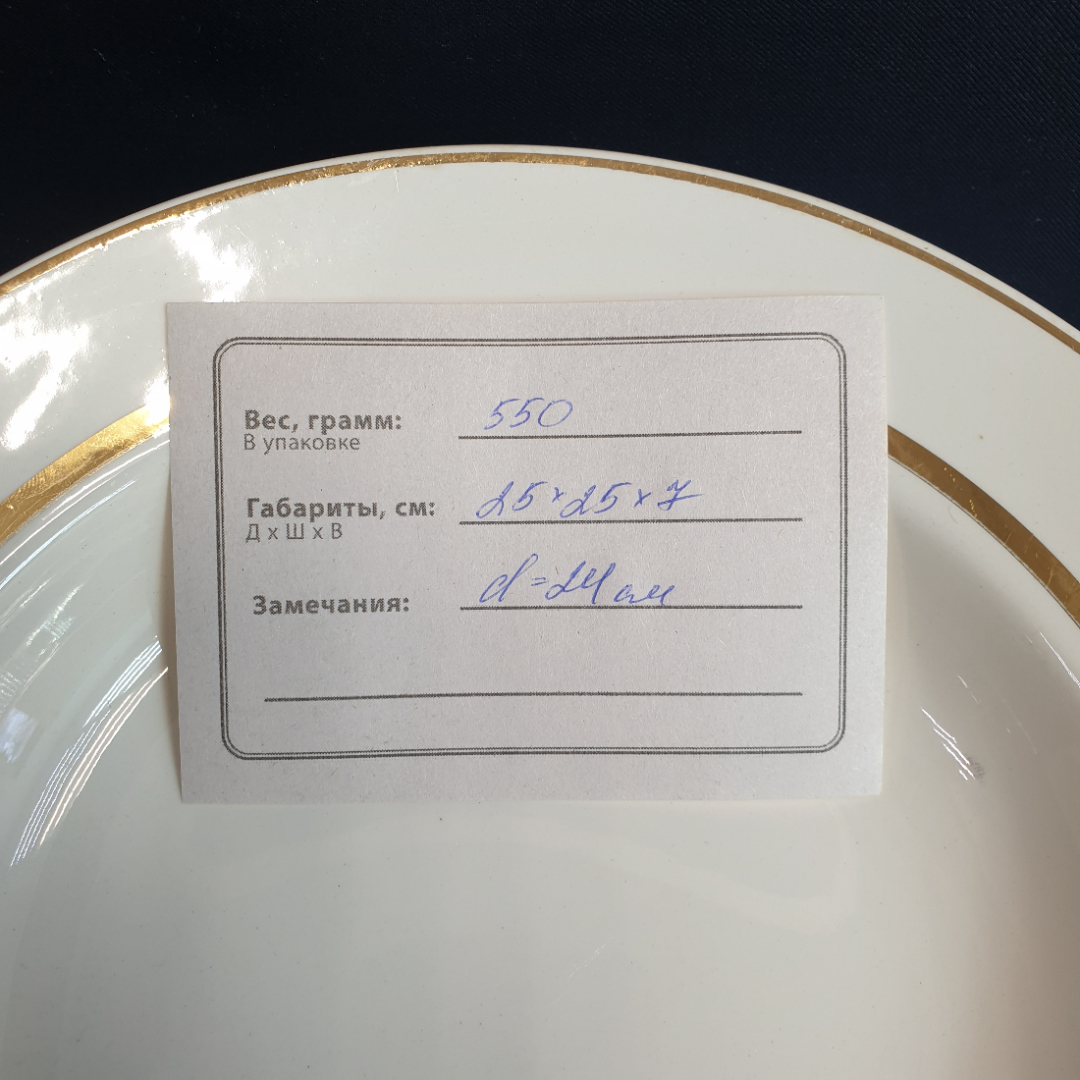 Вес, грамм: 550
В упаковке
Габариты, см: 25×25×7
Д х Ш х В
Замечания: d=24см